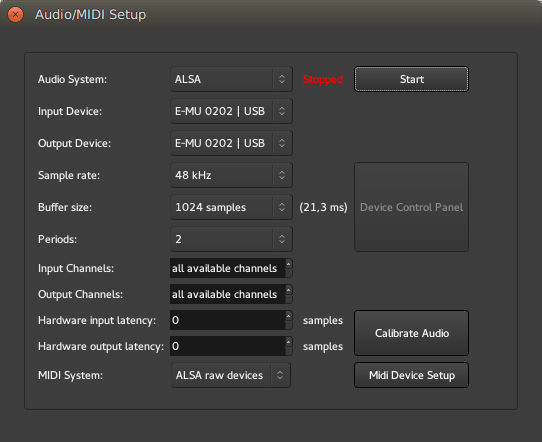 Audio/MIDI Setup
Audio System: ALSA Stopped Start
Input Device: E-MU 0202 | USB
Output Device: E-MU 0202 | USB
Sample rate: 48 kHz
Buffer size: 1024 samples (21,3 ms) Device Control Panel
Periods: 2
Input Channels: all available channels
Output Channels: all available channels
Hardware input latency: 0 samples
Calibrate Audio
Hardware output latency: 0 samples
MIDI System: ALSA raw devices Midi Device Setup